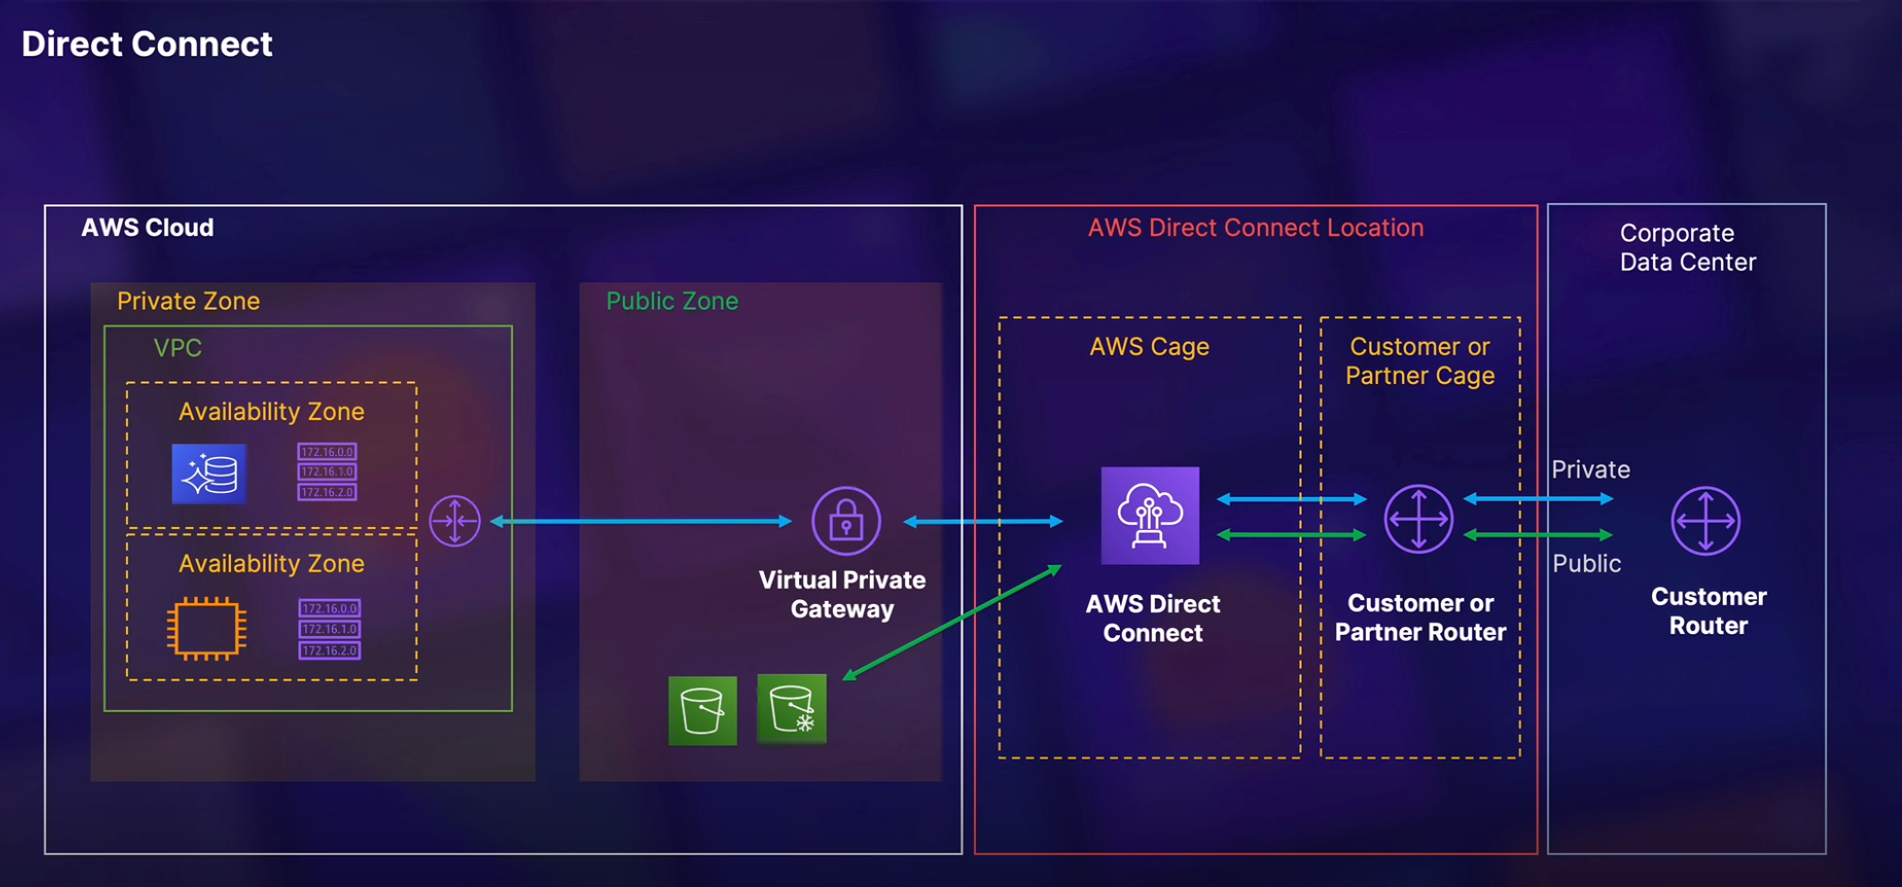 Direct Connect
AWS Cloud
Private Zone
VPC
Availability Zone
172.16.0.0
172.16.1.0
172.16.2.0
Availability Zone
172.16.0.0
172.16.1.0
172.16.2.0
Public Zone
Virtual Private
Gateway
AWS Direct Connect Location
AWS Cage
AWS Direct
Connect
Customer or
Partner Cage
Customer or
Partner Router
Corporate
Data Center
Private
Public
Customer
Router